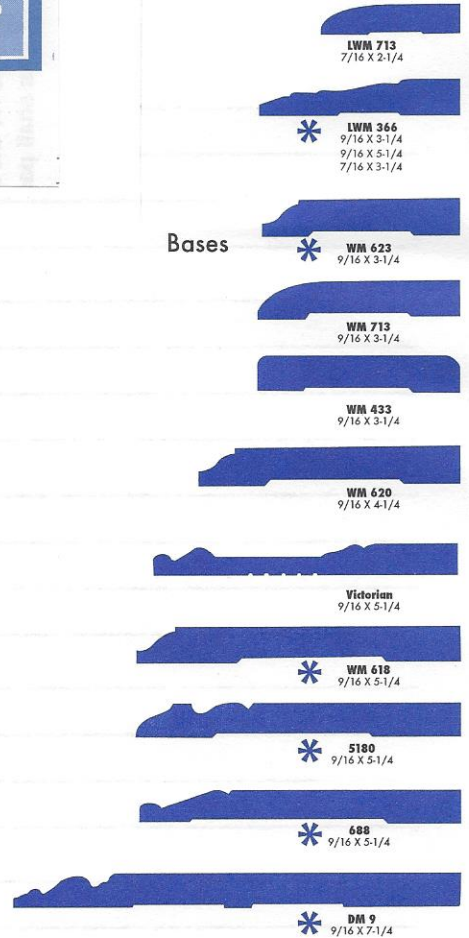 LWM 713
7/16 X 2-1/4
* LWM 366
9/16 X 3-1/4
9/16 X 5-1/4
7/16 X 3-1/4
Bases
* WM 623
9/16 X 3-1/4
WM 713
9/16 X 3-1/4
WM 433
9/16 X 3-1/4
WM 620
9/16 X 4-1/4
Victorian
9/16 X 5-1/4
* WM 618
9/16 X 5-1/4
* 5180
9/16 X 5-1/4
* 688
9/16 X 5-1/4
* DM 9
9/16 X 7-1/4